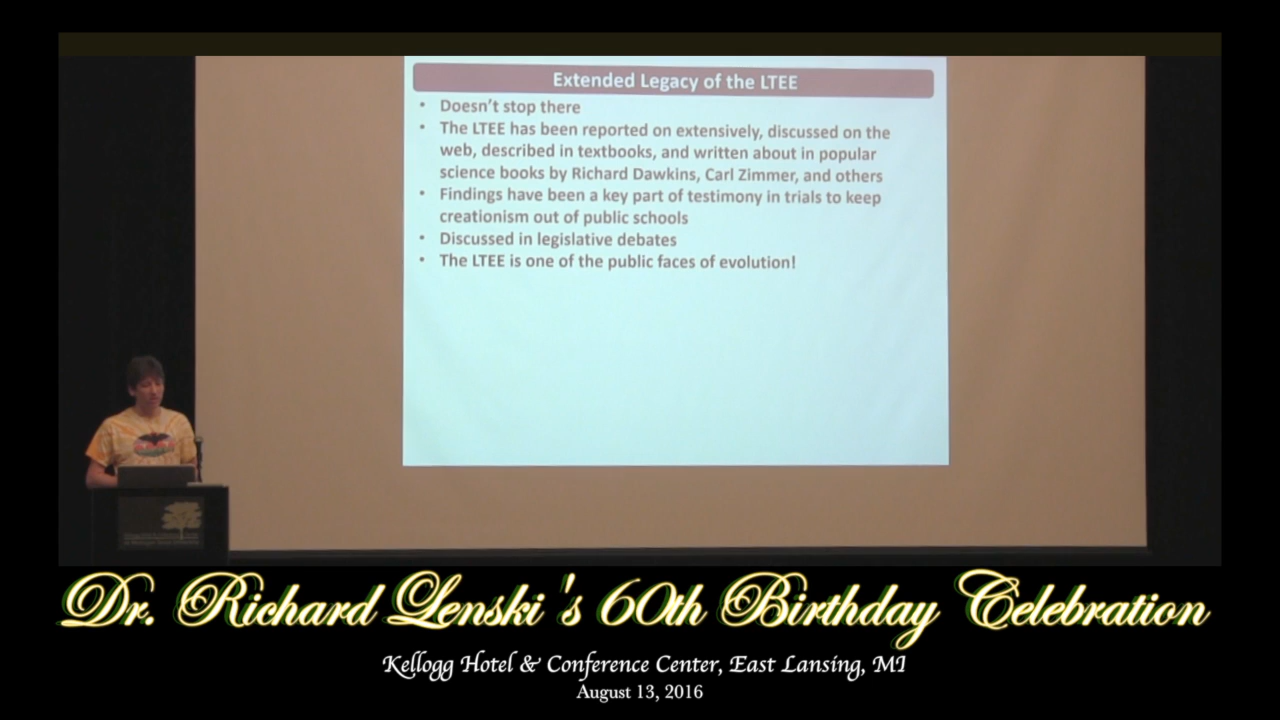 Extended Legacy of the LTEE
• Doesn't stop there
• The LTEE has been reported on extensively, discussed on the
web, described in textbooks, and written about in popular
science books by Richard Dawkins, Carl Zimmer, and others
• Findings have been a key part of testimony in trials to keep
creationism out of public schools
• Discussed in legislative debates
• The LTEE is one of the public faces of evolution!
Dr. Richard Lenski's 60th Birthday Celebration
Kellogg Hotel & Conference Center, East Lansing, MI
August 13, 2016